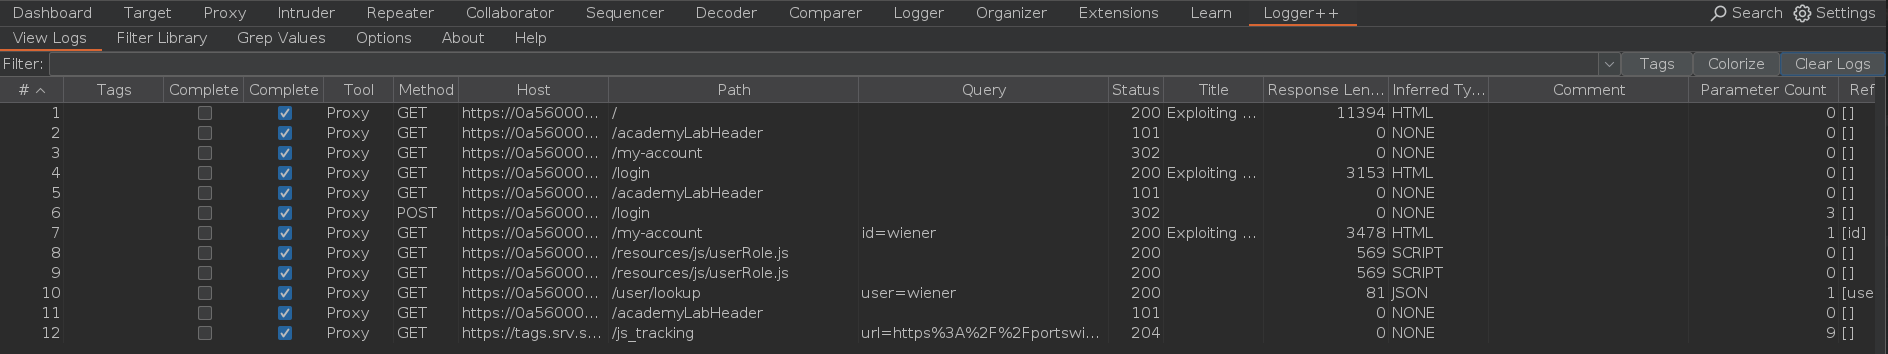 Dashboard Target Proxy Intruder Repeater Collaborator Sequencer Decoder Comparer Logger Organizer Extensions Learn Logger++ Search Settings
View Logs Filter Library Grep Values Options About Help
Filter: Tags Colorize Clear Logs
# Tags Complete Complete Tool Method Host Path Query Status Title Response Len... Inferred Ty... Comment Parameter Count Ref
1 Proxy GET https://0a56000... / 200 Exploiting ... 11394 HTML 0 []
2 Proxy GET https://0a56000... /academyLabHeader 101 0 NONE 0 []
3 Proxy GET https://0a56000... /my-account 302 0 NONE 0 []
4 Proxy GET https://0a56000... /login 200 Exploiting ... 3153 HTML 0 []
5 Proxy GET https://0a56000... /academyLabHeader 101 0 NONE 0 []
6 Proxy POST https://0a56000... /login 302 0 NONE 3 []
7 Proxy GET https://0a56000... /my-account id=wiener 200 Exploiting ... 3478 HTML 1 [id]
8 Proxy GET https://0a56000... /resources/js/userRole.js 200 569 SCRIPT 0 []
9 Proxy GET https://0a56000... /resources/js/userRole.js 200 569 SCRIPT 0 []
10 Proxy GET https://0a56000... /user/lookup user=wiener 200 81 JSON 1 [use
11 Proxy GET https://0a56000... /academyLabHeader 101 0 NONE 0 []
12 Proxy GET https://tags.srv.s... /js_tracking url=https%3A%2F%2Fportswi... 204 0 NONE 9 []